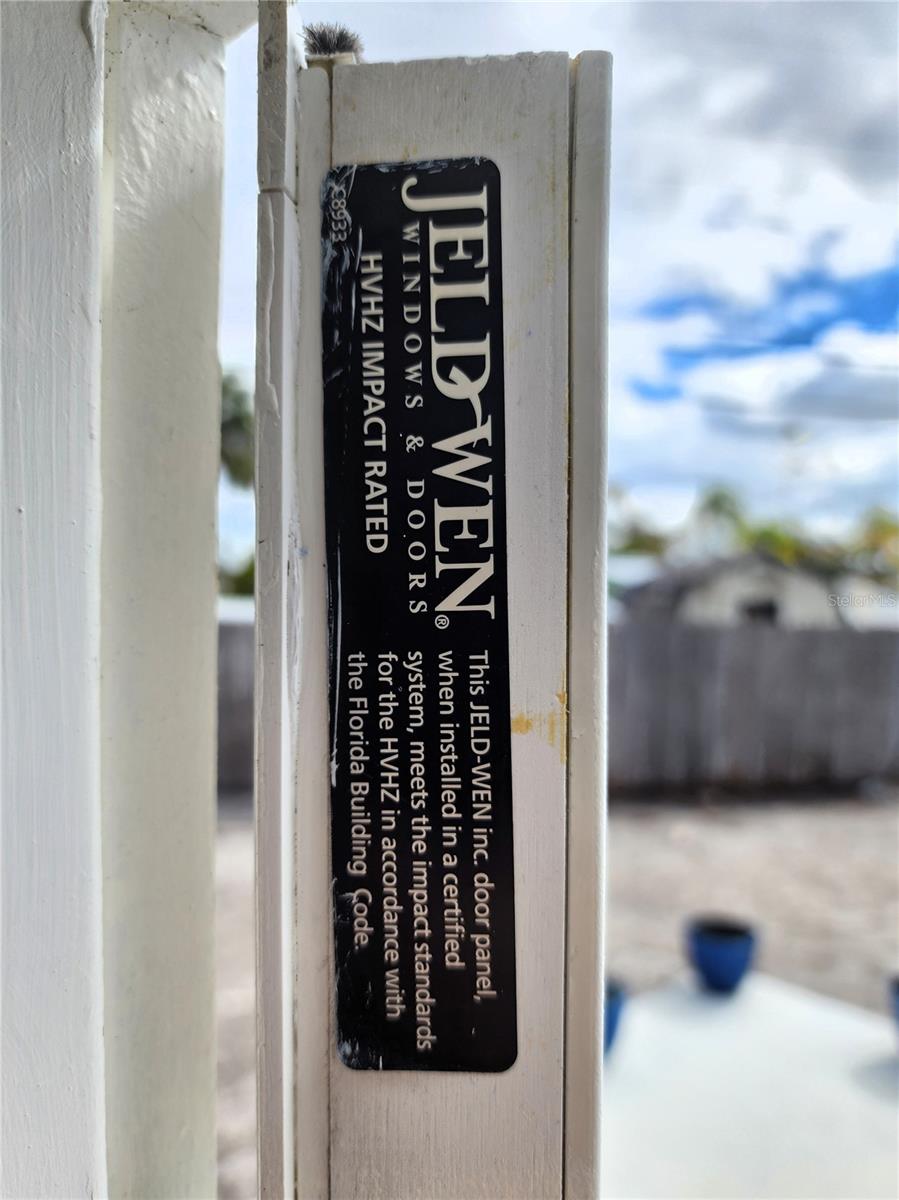 JELD-WEN®
WINDOWS & DOORS
HVHZ IMPACT RATED
C8933
This JELD-WEN inc. door panel,
when installed in a certified
system, meets the impact standards
for the HVHZ in accordance with
the Florida Building Code.
StellarMLS